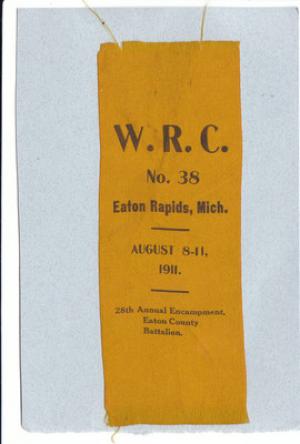 W. R. C.
No. 38
Eaton Rapids, Mich.
AUGUST 8-11,
1911.
28th Annual Encampment,
Eaton County
Battalion.